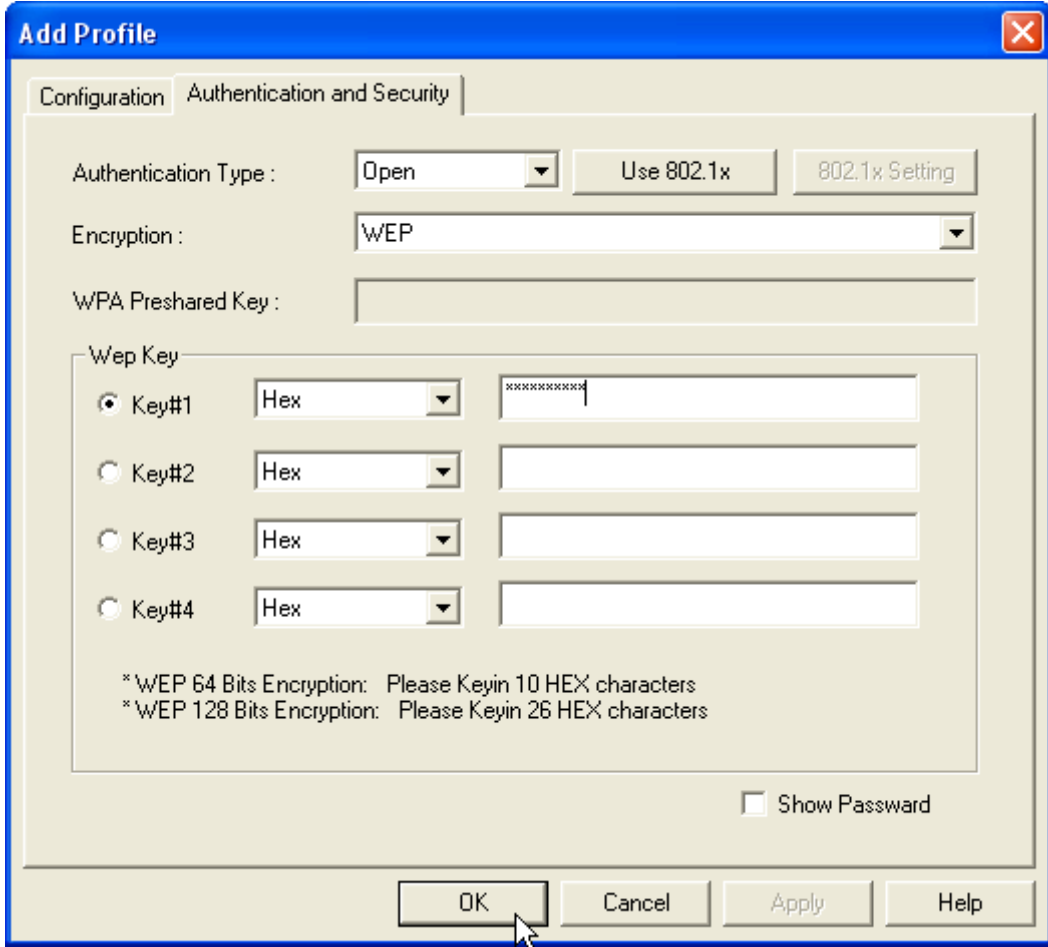 Add Profile
Configuration Authentication and Security
Authentication Type : Open Use 802.1x 802.1x Setting
Encryption : WEP
WPA Preshared Key :
Wep Key
Key#1 Hex **********
Key#2 Hex
Key#3 Hex
Key#4 Hex
* WEP 64 Bits Encryption: Please Keyin 10 HEX characters
* WEP 128 Bits Encryption: Please Keyin 26 HEX characters
Show Passward
OK Cancel Apply Help